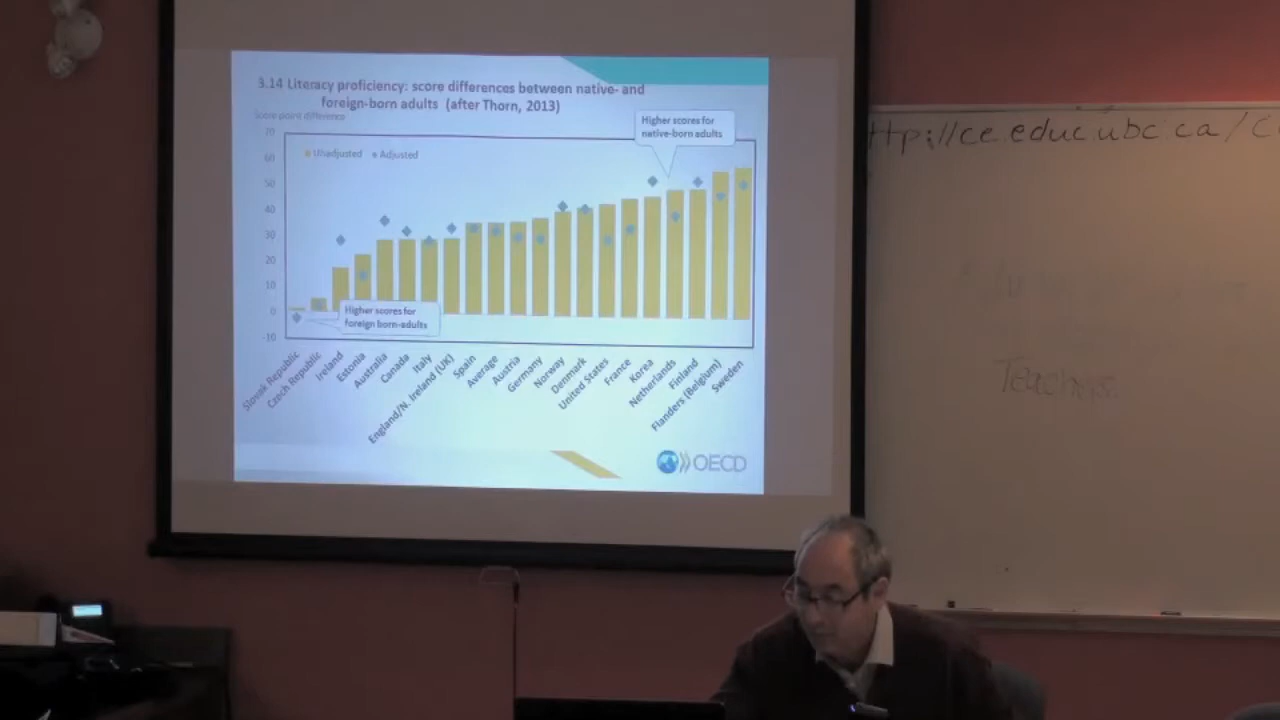 3.14 Literacy proficiency: score differences between native- and
foreign-born adults (after Thorn, 2013)
Score point difference
70
60
50
40
30
20
10
0
-10
Unadjusted
Adjusted
Higher scores for
native-born adults
Higher scores for
foreign born-adults
Slovak Republic
Czech Republic
Ireland
Estonia
Australia
Canada
Italy
England/N. Ireland (UK)
Spain
Average
Austria
Germany
Norway
Denmark
United States
France
Korea
Netherlands
Finland
Flanders (Belgium)
Sweden
OECD
ttp://ce.educ.ubc.ca/C